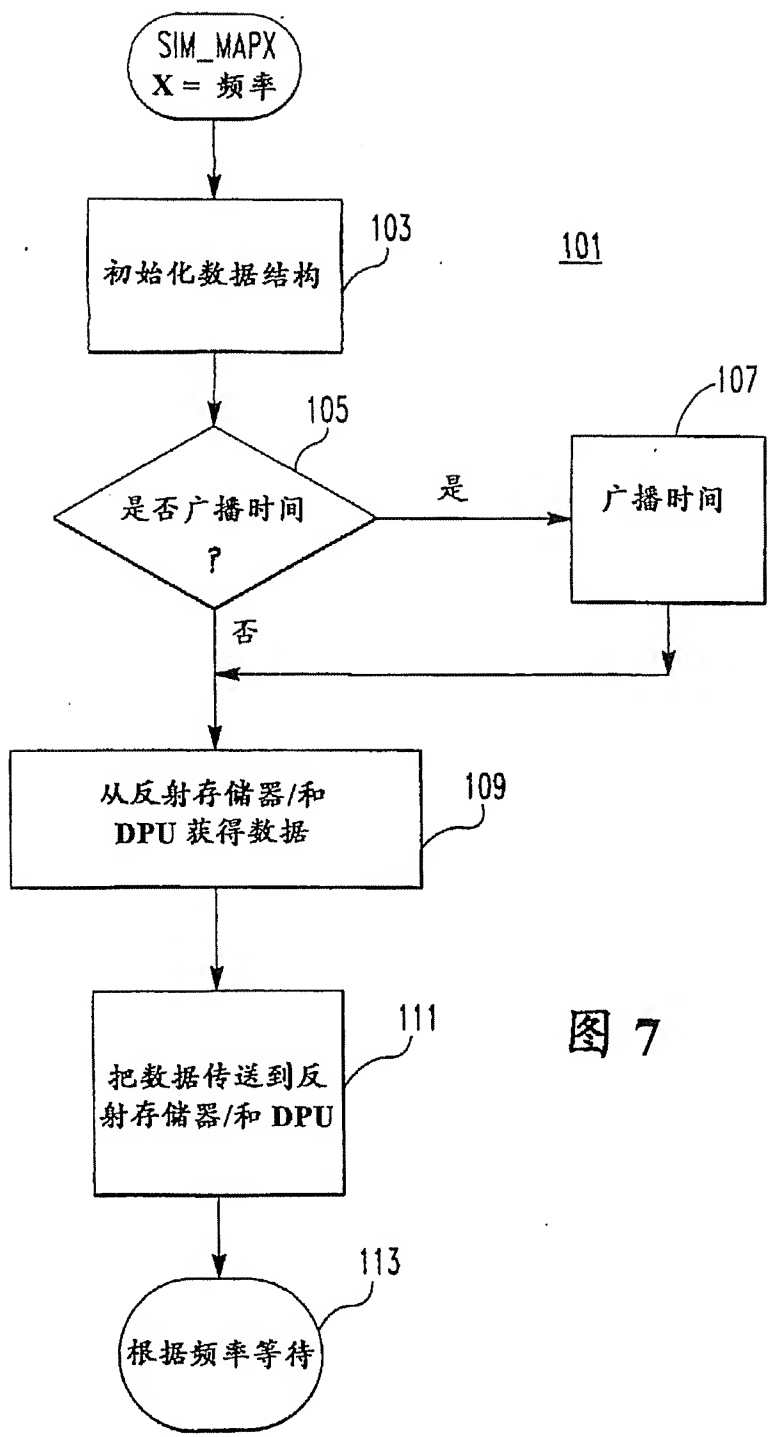 SIM_MAPX
X = 频率
103
初始化数据结构
101
105
107
是否广播时间
?
是
广播时间
否
从反射存储器/和
DPU 获得数据
109
111
把数据传送到反
射存储器/和 DPU
图 7
113
根据频率等待